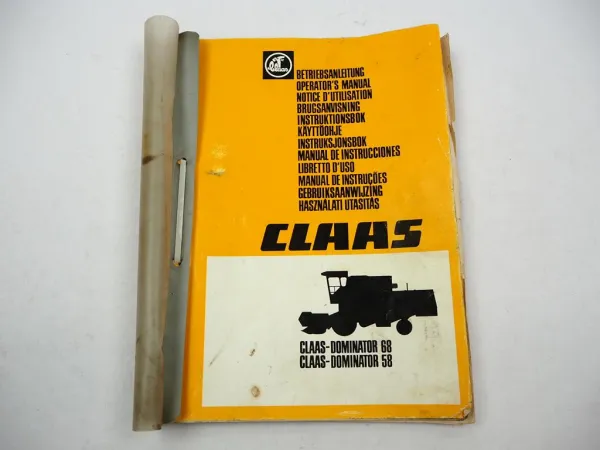 BETRIEBSANLEITUNG
OPERATOR'S MANUAL
NOTICE D'UTILISATION
BRUGSANVISNING
INSTRUKTIONSBOK
KÄYTTÖOHJE
INSTRUKSJONSBOK
MANUAL DE INSTRUCCIONES
LIBRETTO D'USO
MANUAL DE INSTRUÇÕES
GEBRUIKSAANWIJZING
HASZNÁLATI UTASITÁS
CLAAS
CLAAS-DOMINATOR 68
CLAAS-DOMINATOR 58